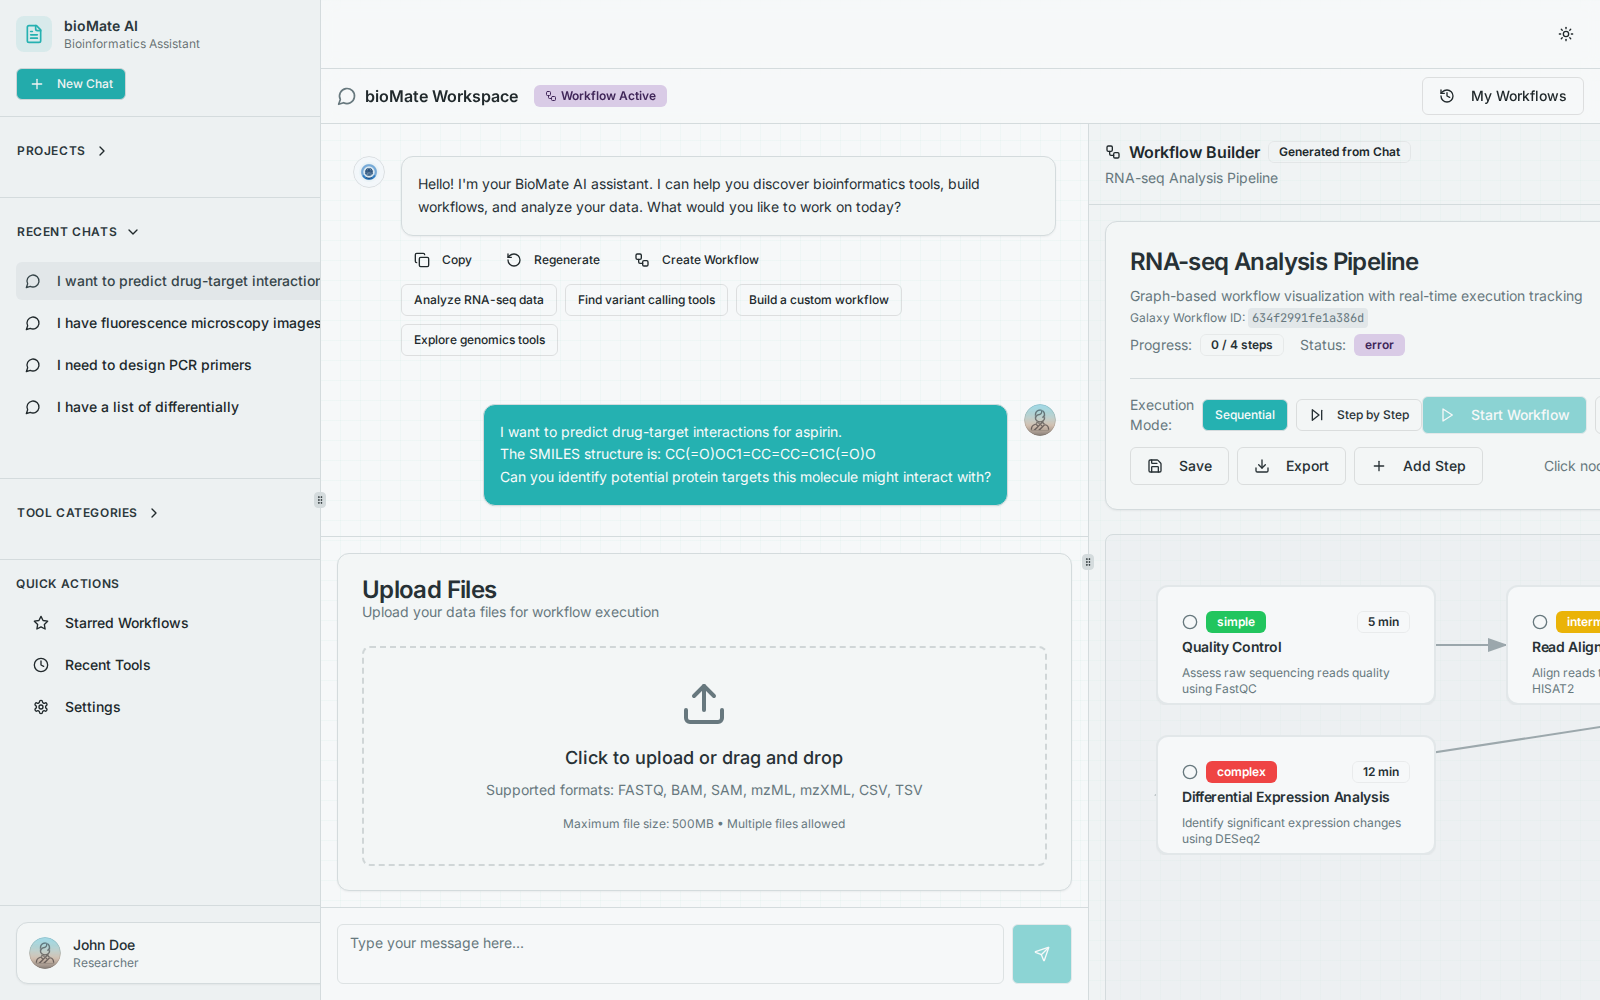 bioMate AI
Bioinformatics Assistant
New Chat
PROJECTS
RECENT CHATS
I want to predict drug-target interaction
I have fluorescence microscopy images
I need to design PCR primers
I have a list of differentially
TOOL CATEGORIES
QUICK ACTIONS
Starred Workflows
Recent Tools
Settings
John Doe
Researcher
bioMate Workspace
Workflow Active
My Workflows
Hello! I'm your BioMate AI assistant. I can help you discover bioinformatics tools, build
workflows, and analyze your data. What would you like to work on today?
Copy
Regenerate
Create Workflow
Analyze RNA-seq data
Find variant calling tools
Build a custom workflow
Explore genomics tools
I want to predict drug-target interactions for aspirin.
The SMILES structure is: CC(=O)OC1=CC=CC=C1C(=O)O
Can you identify potential protein targets this molecule might interact with?
Upload Files
Upload your data files for workflow execution
Click to upload or drag and drop
Supported formats: FASTQ, BAM, SAM, mzML, mzXML, CSV, TSV
Maximum file size: 500MB • Multiple files allowed
Type your message here...
Workflow Builder
Generated from Chat
RNA-seq Analysis Pipeline
RNA-seq Analysis Pipeline
Graph-based workflow visualization with real-time execution tracking
Galaxy Workflow ID: 634f2991fe1a386d
Progress: 0 / 4 steps Status: error
Execution
Mode:
Sequential
Step by Step
Start Workflow
Save
Export
Add Step
Click noc
simple
5 min
Quality Control
Assess raw sequencing reads quality
using FastQC
interm
Read Align
Align reads t
HISAT2
complex
12 min
Differential Expression Analysis
Identify significant expression changes
using DESeq2